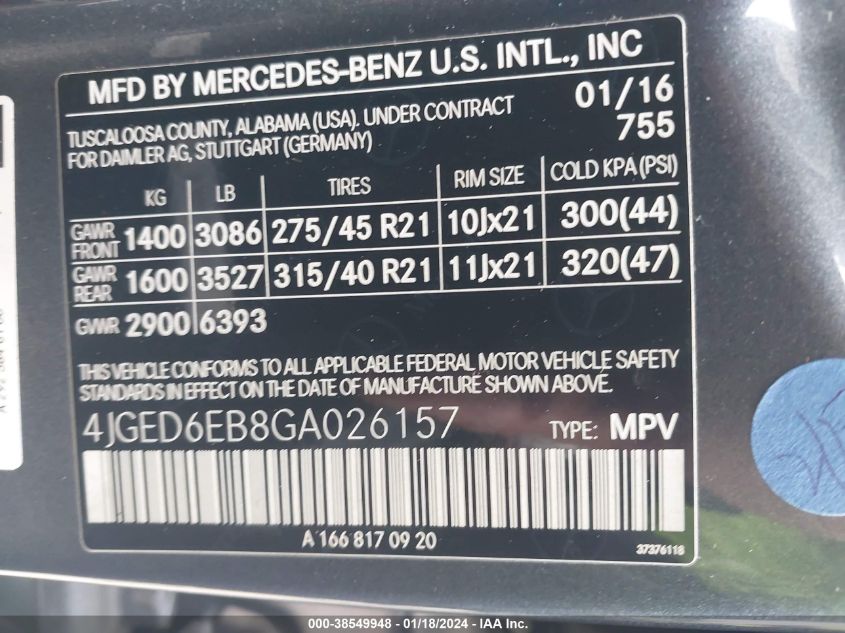 MFD BY MERCEDES-BENZ U.S. INTL., INC
TUSCALOOSA COUNTY, ALABAMA (USA). UNDER CONTRACT
FOR DAIMLER AG, STUTTGART (GERMANY)
01/16
755
KG LB TIRES RIM SIZE COLD KPA (PSI)
GAWR FRONT 1400 3086 275/45 R21 10Jx21 300(44)
GAWR REAR 1600 3527 315/40 R21 11Jx21 320(47)
GVWR 2900 6393
THIS VEHICLE CONFORMS TO ALL APPLICABLE FEDERAL MOTOR VEHICLE SAFETY
STANDARDS IN EFFECT ON THE DATE OF MANUFACTURE SHOWN ABOVE.
4JGED6EB8GA026157 TYPE: MPV
A 166 817 09 20
37376118
000-38549948 - 01/18/2024 - IAAI.com